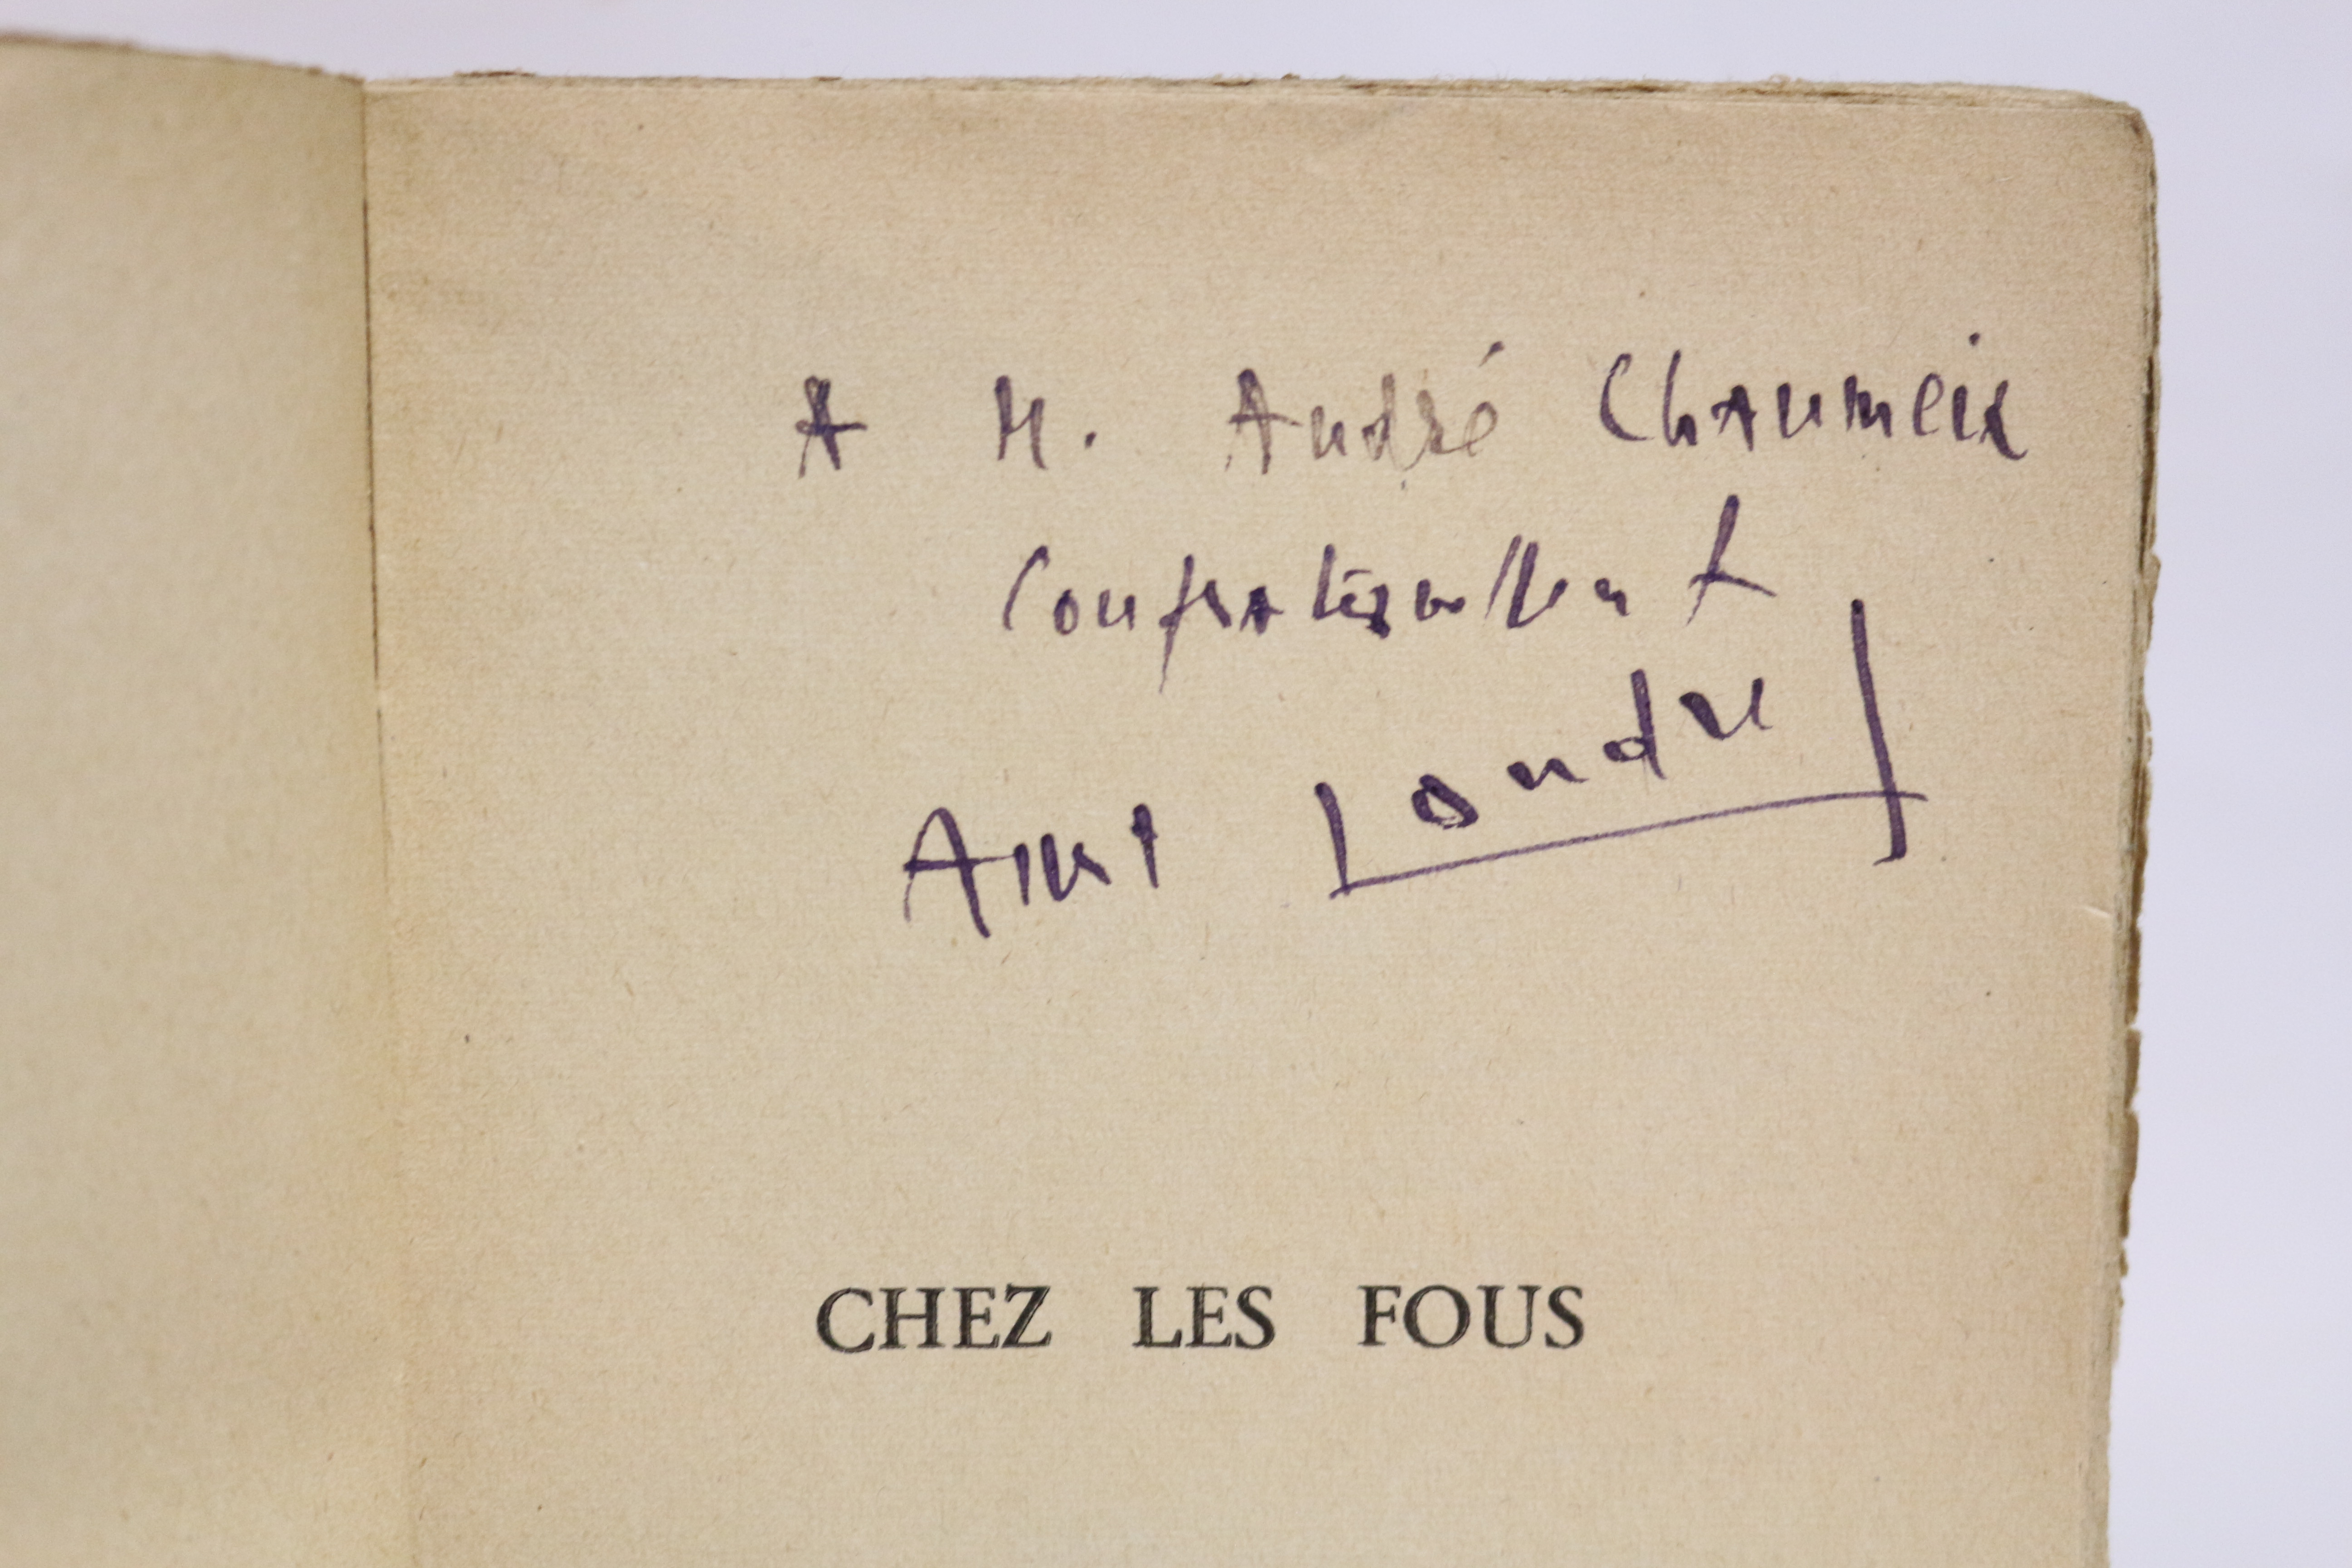 A M. André Chaumeix
Confraternellement
Albert Londres
CHEZ LES FOUS